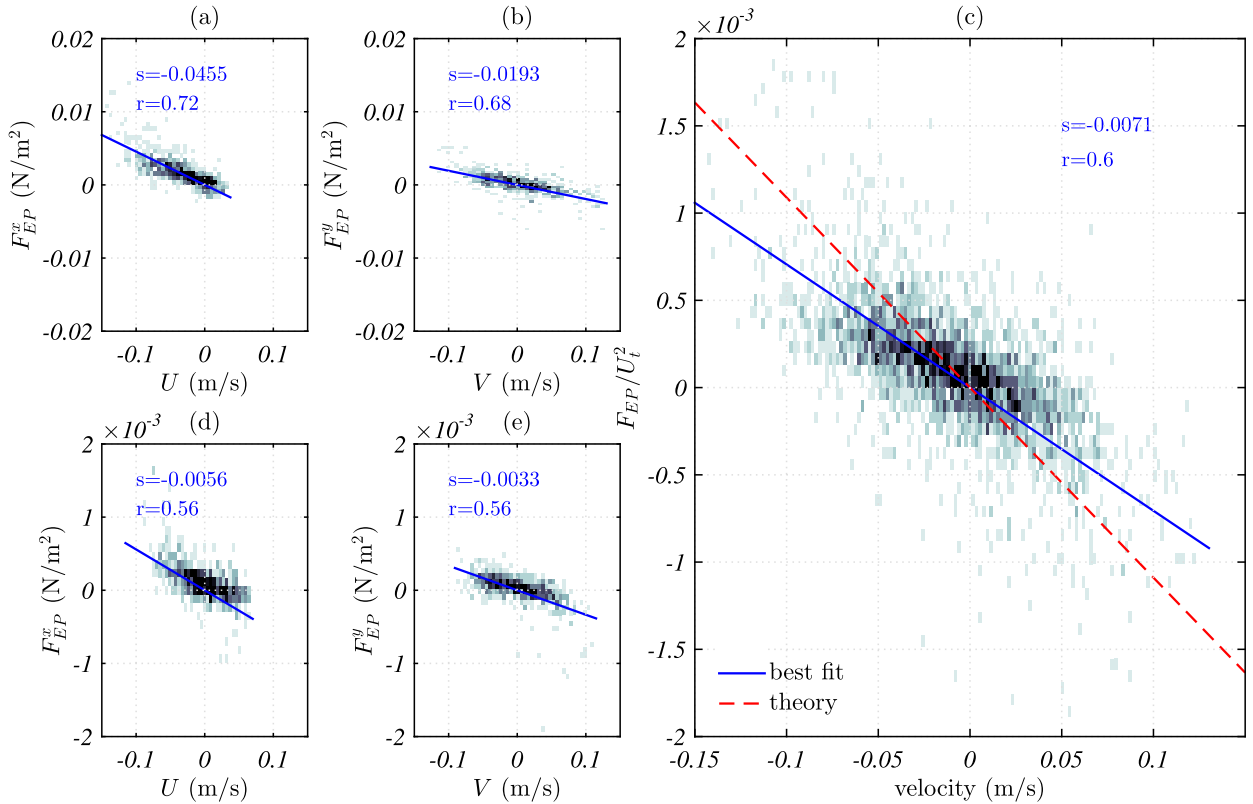 (a)
0.02
0.01
0
-0.01
-0.02
F^x_EP (N/m²)
s=-0.0455
r=0.72
-0.1 0 0.1
U (m/s)
(b)
0.02
0.01
0
-0.01
-0.02
F^y_EP (N/m²)
s=-0.0193
r=0.68
-0.1 0 0.1
V (m/s)
(c)
×10⁻³
2
1.5
1
0.5
0
-0.5
-1
-1.5
-2
F_EP/U_t²
s=-0.0071
r=0.6
best fit
theory
-0.15 -0.1 -0.05 0 0.05 0.1
velocity (m/s)
(d)
×10⁻³
2
1
0
-1
-2
F^x_EP (N/m²)
s=-0.0056
r=0.56
-0.1 0 0.1
U (m/s)
(e)
×10⁻³
2
1
0
-1
-2
F^y_EP (N/m²)
s=-0.0033
r=0.56
-0.1 0 0.1
V (m/s)